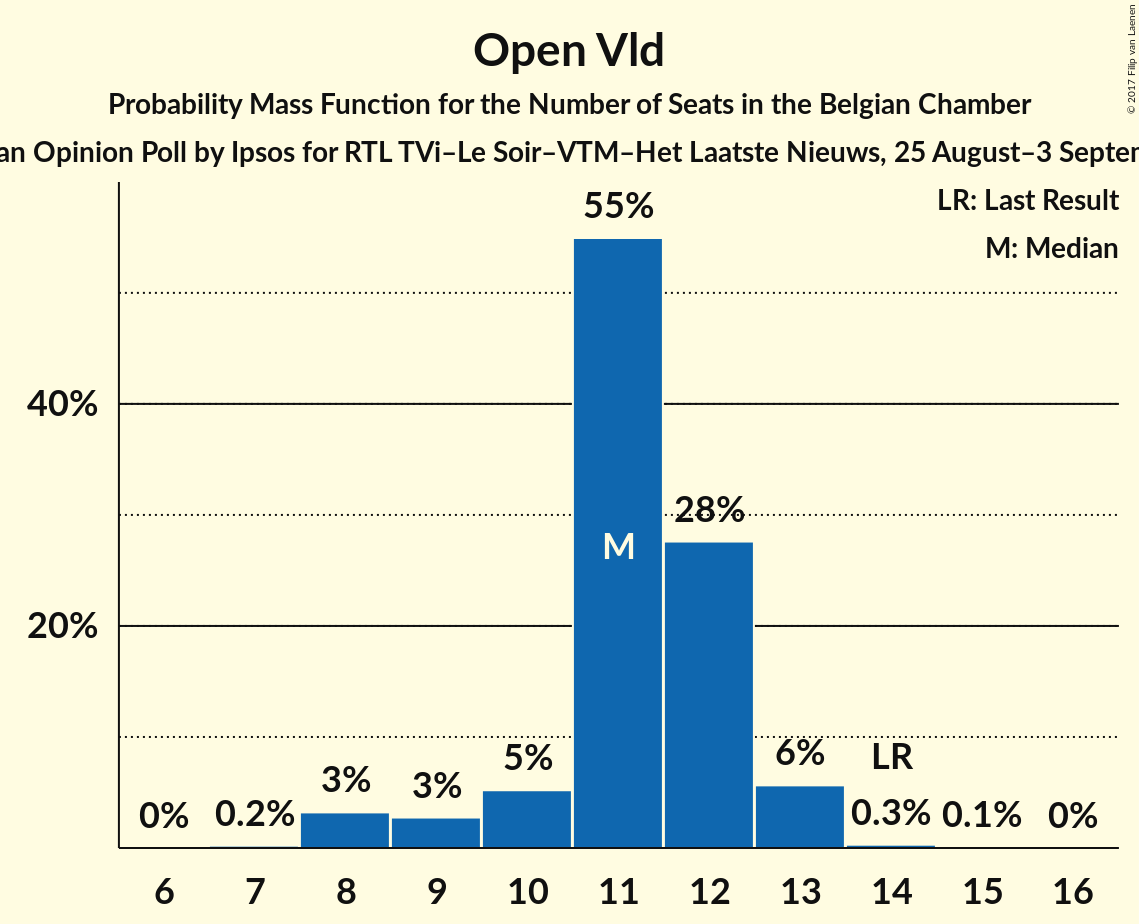 Open Vld
Probability Mass Function for the Number of Seats in the Belgian Chamber
an Opinion Poll by Ipsos for RTL TVi–Le Soir–VTM–Het Laatste Nieuws, 25 August–3 Septem
© 2017 Filip van Laenen
LR: Last Result
M: Median
55%
40%
28%
M
20%
6%
LR
5%
3%
3%
0%
0.2%
0.3%
0.1%
0%
6 7 8 9 10 11 12 13 14 15 16